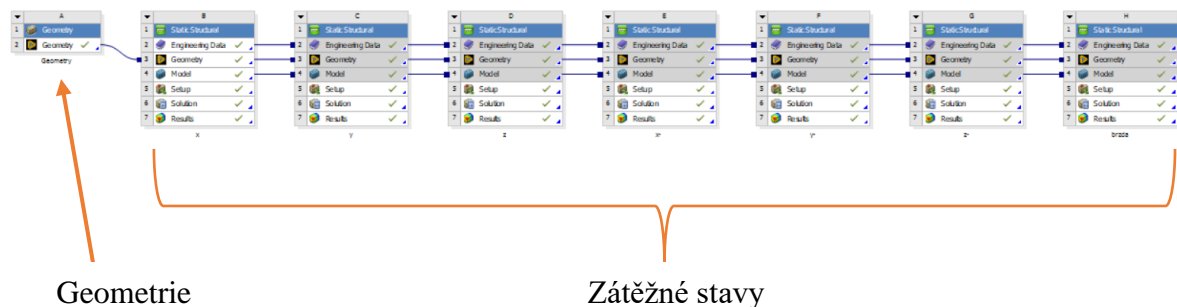 A B C D E F G H
1 Geometry 1 Static Structural 1 Static Structural 1 Static Structural 1 Static Structural 1 Static Structural 1 Static Structural 1 Static Structural
2 Geometry 2 Engineering Data 2 Engineering Data 2 Engineering Data 2 Engineering Data 2 Engineering Data 2 Engineering Data 2 Engineering Data
Geometry 3 Geometry 3 Geometry 3 Geometry 3 Geometry 3 Geometry 3 Geometry 3 Geometry
4 Model 4 Model 4 Model 4 Model 4 Model 4 Model 4 Model
5 Setup 5 Setup 5 Setup 5 Setup 5 Setup 5 Setup 5 Setup
6 Solution 6 Solution 6 Solution 6 Solution 6 Solution 6 Solution 6 Solution
7 Results 7 Results 7 Results 7 Results 7 Results 7 Results 7 Results
x y z x- y- z- brzda
Geometrie Zátěžné stavy